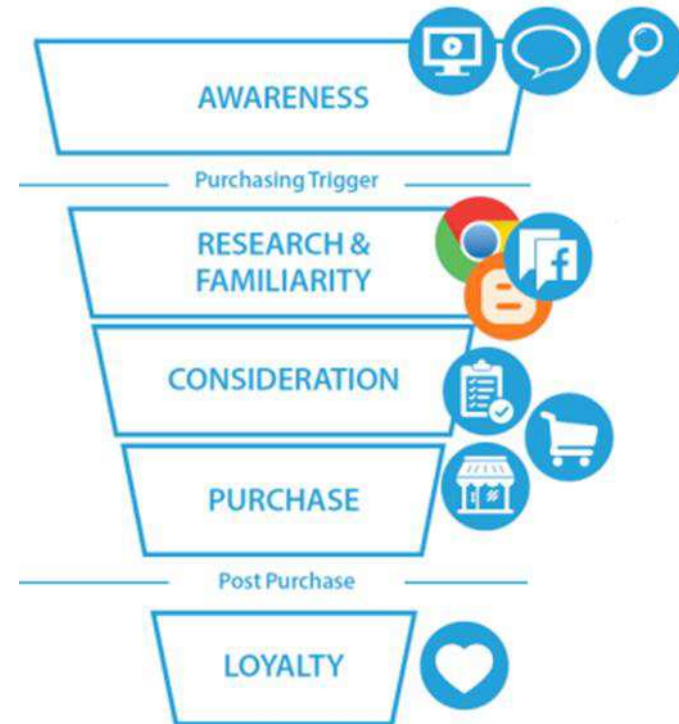 AWARENESS
Purchasing Trigger
RESEARCH &
FAMILIARITY
f
CONSIDERATION
PURCHASE
Post Purchase
LOYALTY